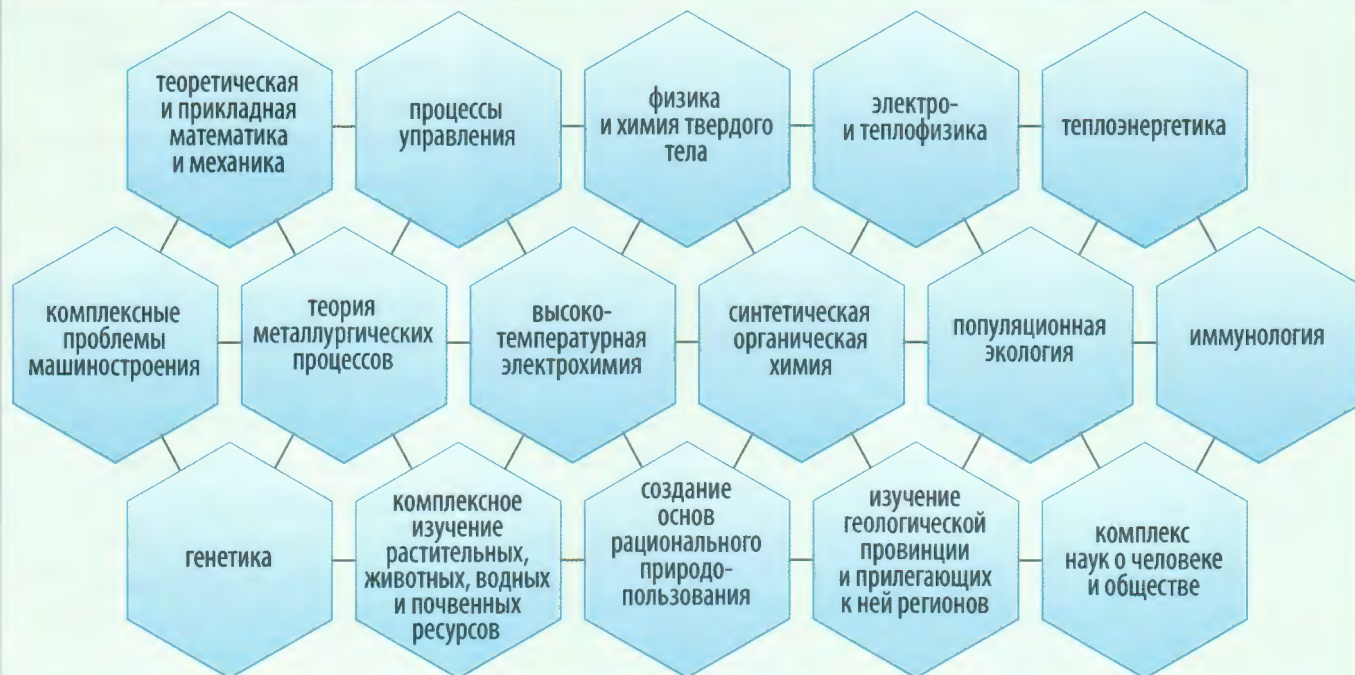 теоретическая
и прикладная
математика
и механика
процессы
управления
физика
и химия твердого
тела
электро-
и теплофизика
теплоэнергетика
комплексные
проблемы
машиностроения
теория
металлургических
процессов
высоко-
температурная
электрохимия
синтетическая
органическая
химия
популяционная
экология
иммунология
генетика
комплексное
изучение
растительных,
животных, водных
и почвенных
ресурсов
создание
основ
рационального
природо-
пользования
изучение
геологической
провинции
и прилегающих
к ней регионов
комплекс
наук о человеке
и обществе